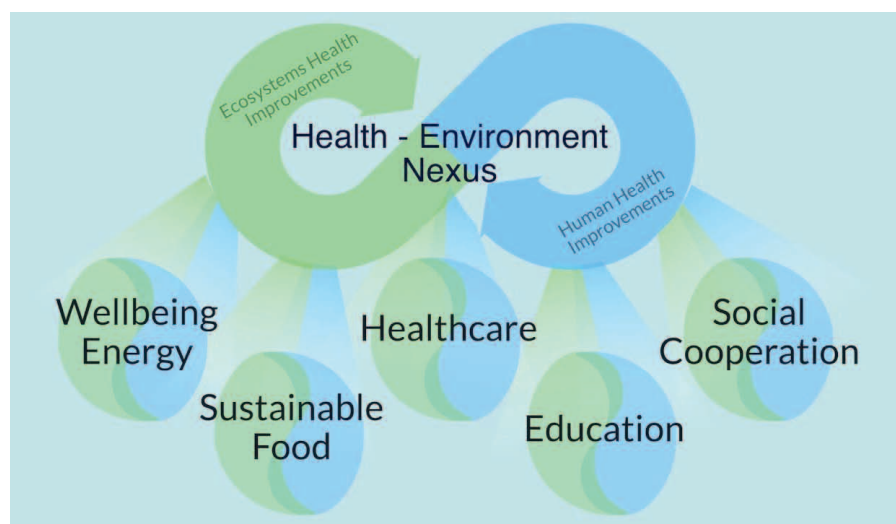 Ecosystems Health
Improvements
Health - Environment
Nexus
Human Health
Improvements
Wellbeing
Energy
Sustainable
Food
Healthcare
Education
Social
Cooperation